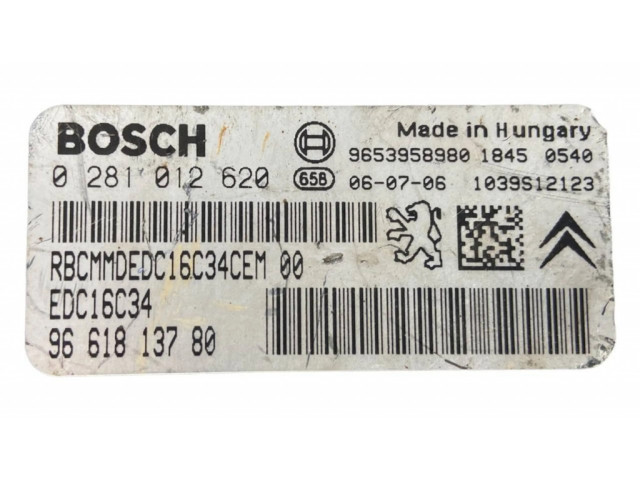 BOSCH
Made in Hungary
9653958980 1845 0540
0 281 012 620
65B 06-07-06 1039S12123
RBCMMDEDC16C34CEM 00
EDC16C34
96 618 137 80